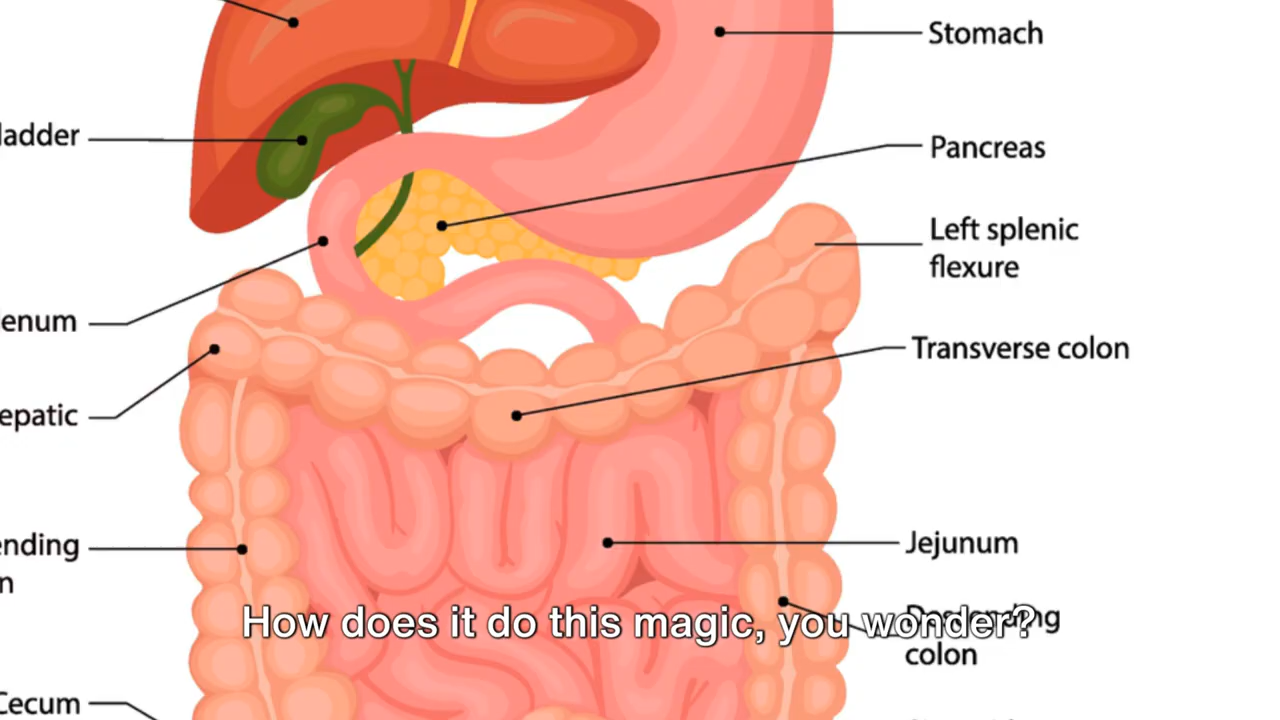 Stomach
ladder
Pancreas
Left splenic
flexure
enum
Transverse colon
epatic
Jejunum
ending
n
How does it do this magic, you wonder?
Descending
colon
Cecum